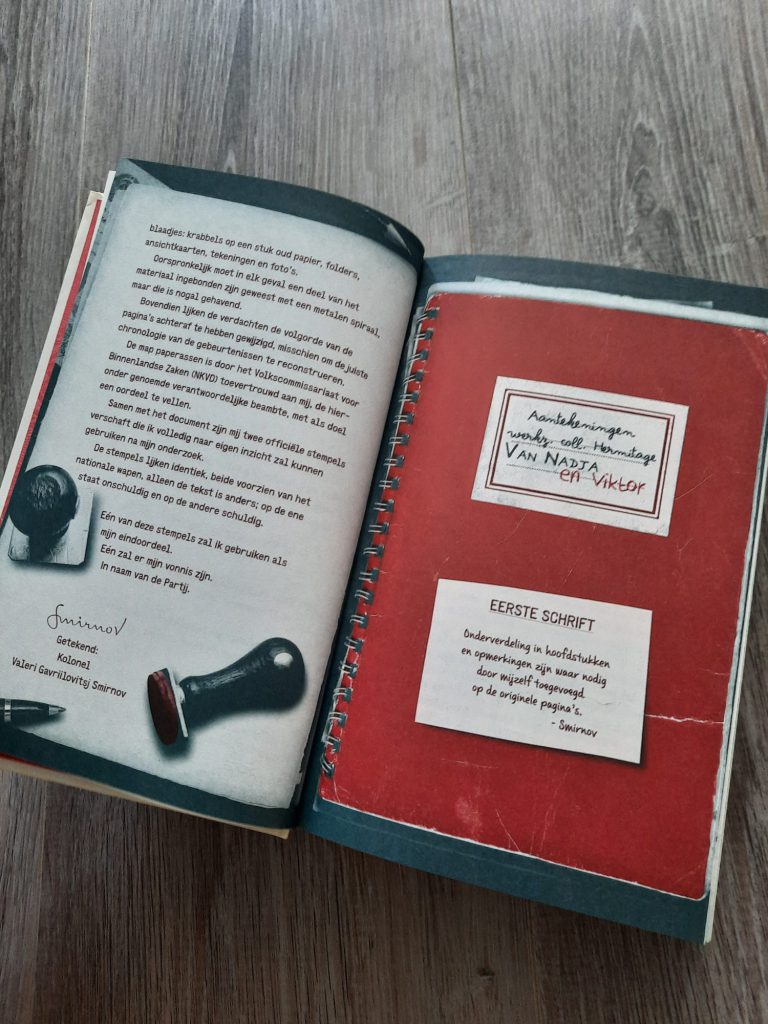 blaadjes: krabbels op een stuk oud papier, folders,
ansichtkaarten, tekeningen en foto's.
Oorspronkelijk moet in elk geval een deel van het
materiaal ingebonden zijn geweest met een metalen spiraal,
maar die is nogal gehavend.
Bovendien lijken de verdachten de volgorde van de
pagina's achteraf te hebben gewijzigd, misschien om de juiste
chronologie van de gebeurtenissen te reconstrueren.
De map paperassen is door het Volkscommissariaat voor
Binnenlandse Zaken (NKVD) toevertrouwd aan mij, de hier-
onder genoemde verantwoordelijke beambte, met als doel
een oordeel te vellen.
Samen met het document zijn mij twee officiële stempels
verschaft die ik volledig naar eigen inzicht zal kunnen
gebruiken na mijn onderzoek.
De stempels lijken identiek, beide voorzien van het
nationale wapen, alleen de tekst is anders; op de ene
staat onschuldig en op de andere schuldig.
Eén van deze stempels zal ik gebruiken als
mijn eindoordeel.
Eén zal er mijn vonnis zijn.
In naam van de Partij.
Smirnov
Getekend:
Kolonel
Valeri Gavriilovitsj Smirnov
Aantekeningen
werkz. coll. Hermitage
VAN NADJA
en Viktor
EERSTE SCHRIFT
Onderverdeling in hoofdstukken
en opmerkingen zijn waar nodig
door mijzelf toegevoegd
op de originele pagina's.
- Smirnov